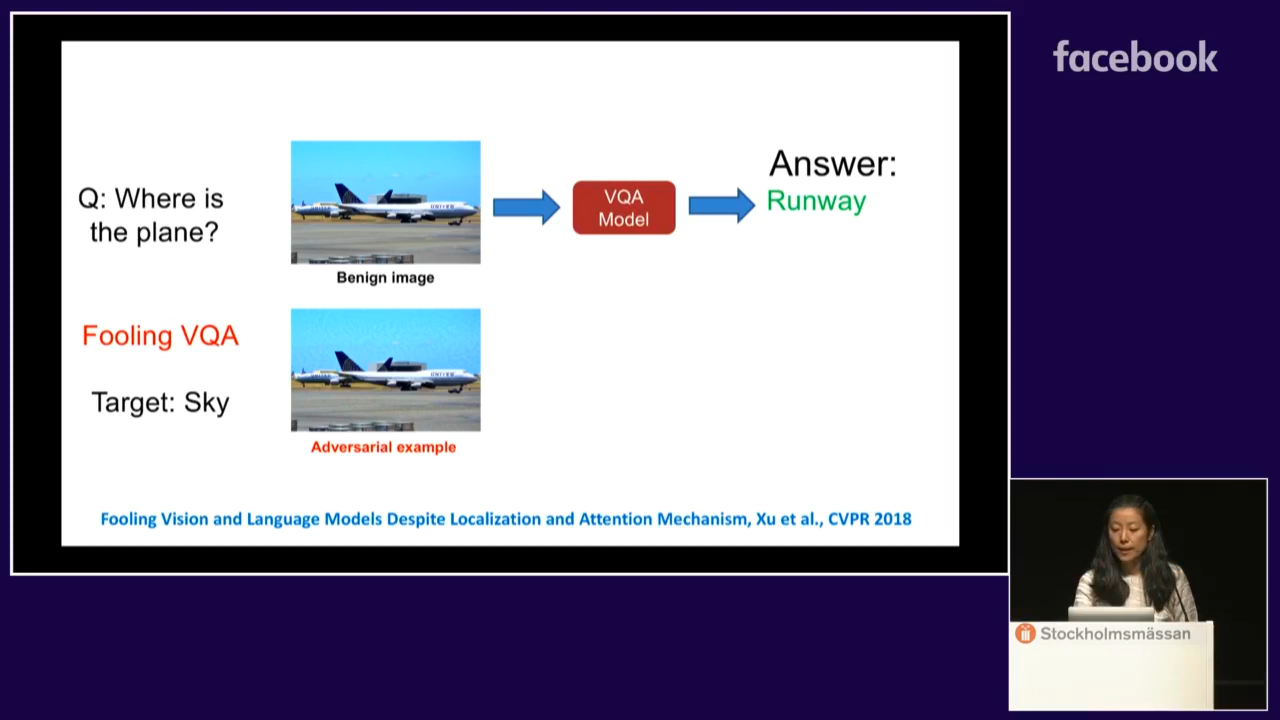 facebook
Q: Where is
the plane?
Benign image
VQA
Model
Answer:
Runway
Fooling VQA
Target: Sky
Adversarial example
Fooling Vision and Language Models Despite Localization and Attention Mechanism, Xu et al., CVPR 2018
Stockholmsmässan